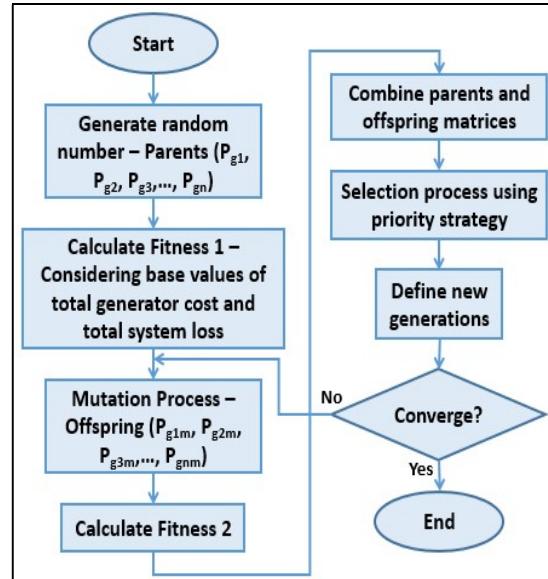 Start
Generate random
number – Parents (Pg1,
Pg2, Pg3,..., Pgn)
Calculate Fitness 1 –
Considering base values of
total generator cost and
total system loss
Mutation Process –
Offspring (Pg1m, Pg2m,
Pg3m,..., Pgnm)
Calculate Fitness 2
Combine parents and
offspring matrices
Selection process using
priority strategy
Define new
generations
No
Converge?
Yes
End